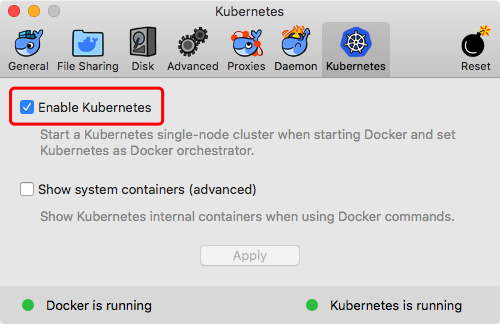 Kubernetes
General File Sharing Disk Advanced Proxies Daemon Kubernetes Reset
Enable Kubernetes
Start a Kubernetes single-node cluster when starting Docker and set
Kubernetes as Docker orchestrator.
Show system containers (advanced)
Show Kubernetes internal containers when using Docker commands.
Apply
Docker is running Kubernetes is running